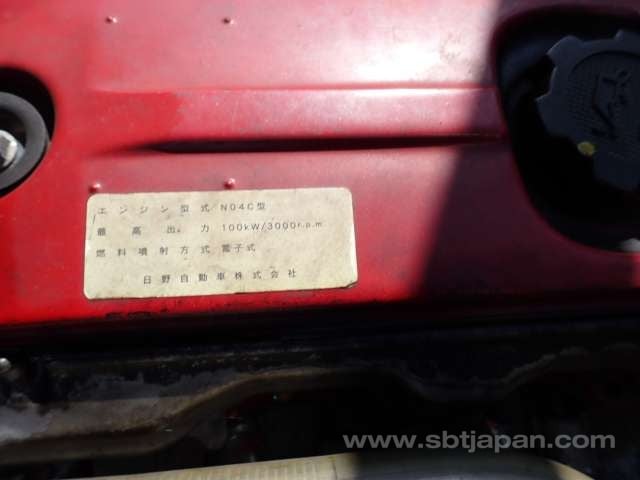 エンジン型式 N04C型
最高出力 100kW/3000r.p.m
燃料噴射方式 電子式
日野自動車株式会社
www.sbtjapan.com